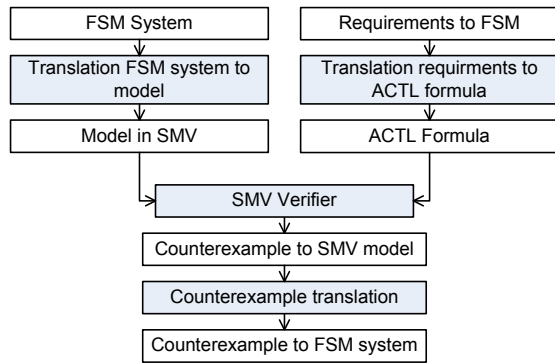 FSM System
Translation FSM system to
model
Model in SMV
Requirements to FSM
Translation requirments to
ACTL formula
ACTL Formula
SMV Verifier
Counterexample to SMV model
Counterexample translation
Counterexample to FSM system